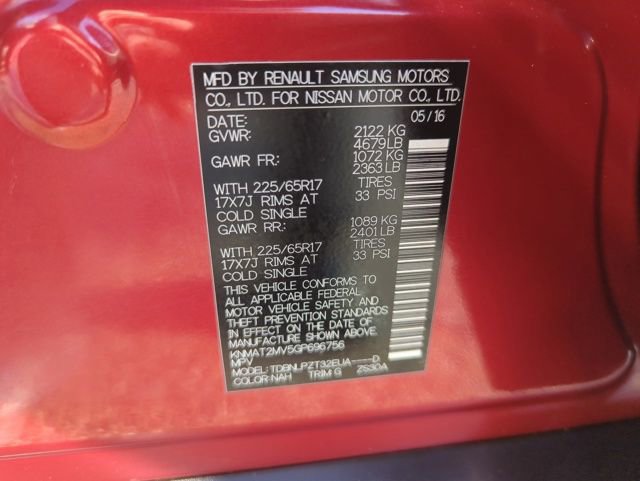 MFD BY RENAULT SAMSUNG MOTORS
CO., LTD. FOR NISSAN MOTOR CO., LTD.
DATE: 05/16
GVWR: 2122 KG
4679LB
GAWR FR: 1072 KG
2363 LB
WITH 225/65R17 TIRES
17X7J RIMS AT 33 PSI
COLD SINGLE
GAWR RR: 1089 KG
2401LB
WITH 225/65R17 TIRES
17X7J RIMS AT 33 PSI
COLD SINGLE
THIS VEHICLE CONFORMS TO
ALL APPLICABLE FEDERAL
MOTOR VEHICLE SAFETY AND
THEFT PREVENTION STANDARDS
IN EFFECT ON THE DATE OF
MANUFACTURE SHOWN ABOVE.
KNMAT2MV5GP696756
MPV
MODEL: TDBNLPZT32EUA----D
COLOR:NAH TRIM:G ZS30A